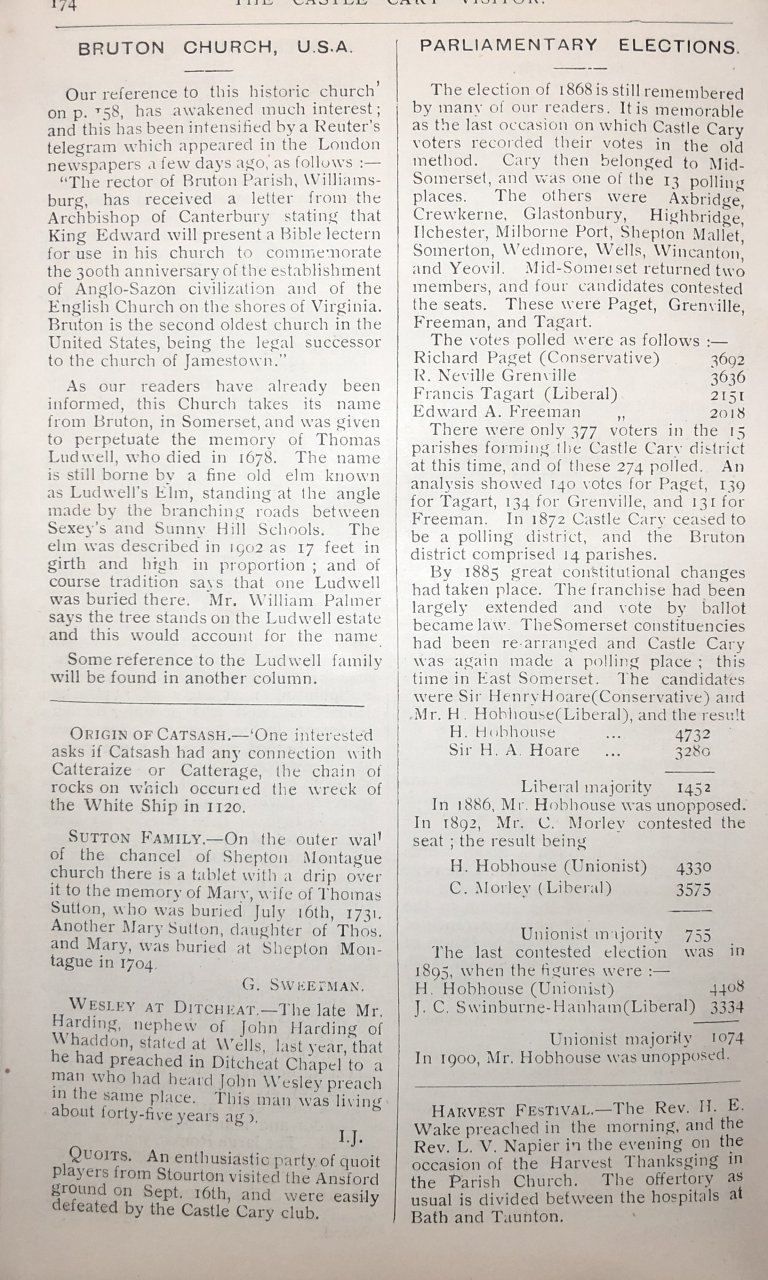 174
THE CASTLE CARY VISITOR.
BRUTON CHURCH, U.S.A.
Our reference to this historic church'
on p. 158, has awakened much interest;
and this has been intensified by a Reuter's
telegram which appeared in the London
newspapers a few days ago, as follows :—
"The rector of Bruton Parish, Williams-
burg, has received a letter from the
Archbishop of Canterbury stating that
King Edward will present a Bible lectern
for use in his church to commemorate
the 300th anniversary of the establishment
of Anglo-Sazon civilization and of the
English Church on the shores of Virginia.
Bruton is the second oldest church in the
United States, being the legal successor
to the church of Jamestown."
As our readers have already been
informed, this Church takes its name
from Bruton, in Somerset, and was given
to perpetuate the memory of Thomas
Ludwell, who died in 1678. The name
is still borne by a fine old elm known
as Ludwell's Elm, standing at the angle
made by the branching roads between
Sexey's and Sunny Hill Schools. The
elm was described in 1902 as 17 feet in
girth and high in proportion ; and of
course tradition says that one Ludwell
was buried there. Mr. William Palmer
says the tree stands on the Ludwell estate
and this would account for the name
Some reference to the Ludwell family
will be found in another column.
ORIGIN OF CATSASH.—'One interested
asks if Catsash had any connection with
Catteraize or Catterage, the chain of
rocks on which occurred the wreck of
the White Ship in 1120.
SUTTON FAMILY.—On the outer wal'
of the chancel of Shepton Montague
church there is a tablet with a drip over
it to the memory of Mary, wife of Thomas
Sutton, who was buried July 16th, 1731.
Another Mary Sutton, daughter of Thos.
and Mary, was buried at Shepton Mon-
tague in 1704.
G. SWEETMAN.
WESLEY AT DITCHEAT.—The late Mr.
Harding, nephew of John Harding of
Whaddon, stated at Wells, last year, that
he had preached in Ditcheat Chapel to a
man who had heard John Wesley preach
in the same place. This man was living
about forty-five years ago.
I.J.
QUOITS. An enthusiastic party of quoit
players from Stourton visited the Ansford
ground on Sept. 16th, and were easily
defeated by the Castle Cary club.
PARLIAMENTARY ELECTIONS.
The election of 1868 is still remembered
by many of our readers. It is memorable
as the last occasion on which Castle Cary
voters recorded their votes in the old
method. Cary then belonged to Mid-
Somerset, and was one of the 13 polling
places. The others were Axbridge,
Crewkerne, Glastonbury, Highbridge,
Ilchester, Milborne Port, Shepton Mallet,
Somerton, Wedmore, Wells, Wincanton,
and Yeovil. Mid-Somerset returned two
members, and four candidates contested
the seats. These were Paget, Grenville,
Freeman, and Tagart.
The votes polled were as follows :—
Richard Paget (Conservative) 3692
R. Neville Grenville 3636
Francis Tagart (Liberal) 2151
Edward A. Freeman ,, 2018
There were only 377 voters in the 15
parishes forming the Castle Cary district
at this time, and of these 274 polled. An
analysis showed 140 votes for Paget, 139
for Tagart, 134 for Grenville, and 131 for
Freeman. In 1872 Castle Cary ceased to
be a polling district, and the Bruton
district comprised 14 parishes.
By 1885 great constitutional changes
had taken place. The franchise had been
largely extended and vote by ballot
became law. TheSomerset constituencies
had been re-arranged and Castle Cary
was again made a polling place ; this
time in East Somerset. The candidates
were Sir Henry Hoare(Conservative) and
Mr. H. Hobhouse(Liberal), and the result
H. Hobhouse ... 4732
Sir H. A. Hoare ... 3280
Liberal majority 1452
In 1886, Mr. Hobhouse was unopposed.
In 1892, Mr. C. Morley contested the
seat ; the result being
H. Hobhouse (Unionist) 4330
C. Morley (Liberal) 3575
Unionist majority 755
The last contested election was in
1895, when the figures were :—
H. Hobhouse (Unionist) 4408
J. C. Swinburne-Hanham(Liberal) 3334
Unionist majority 1074
In 1900, Mr. Hobhouse was unopposed.
HARVEST FESTIVAL.—The Rev. H. E.
Wake preached in the morning, and the
Rev. L. V. Napier in the evening on the
occasion of the Harvest Thanksging in
the Parish Church. The offertory as
usual is divided between the hospitals at
Bath and Taunton.